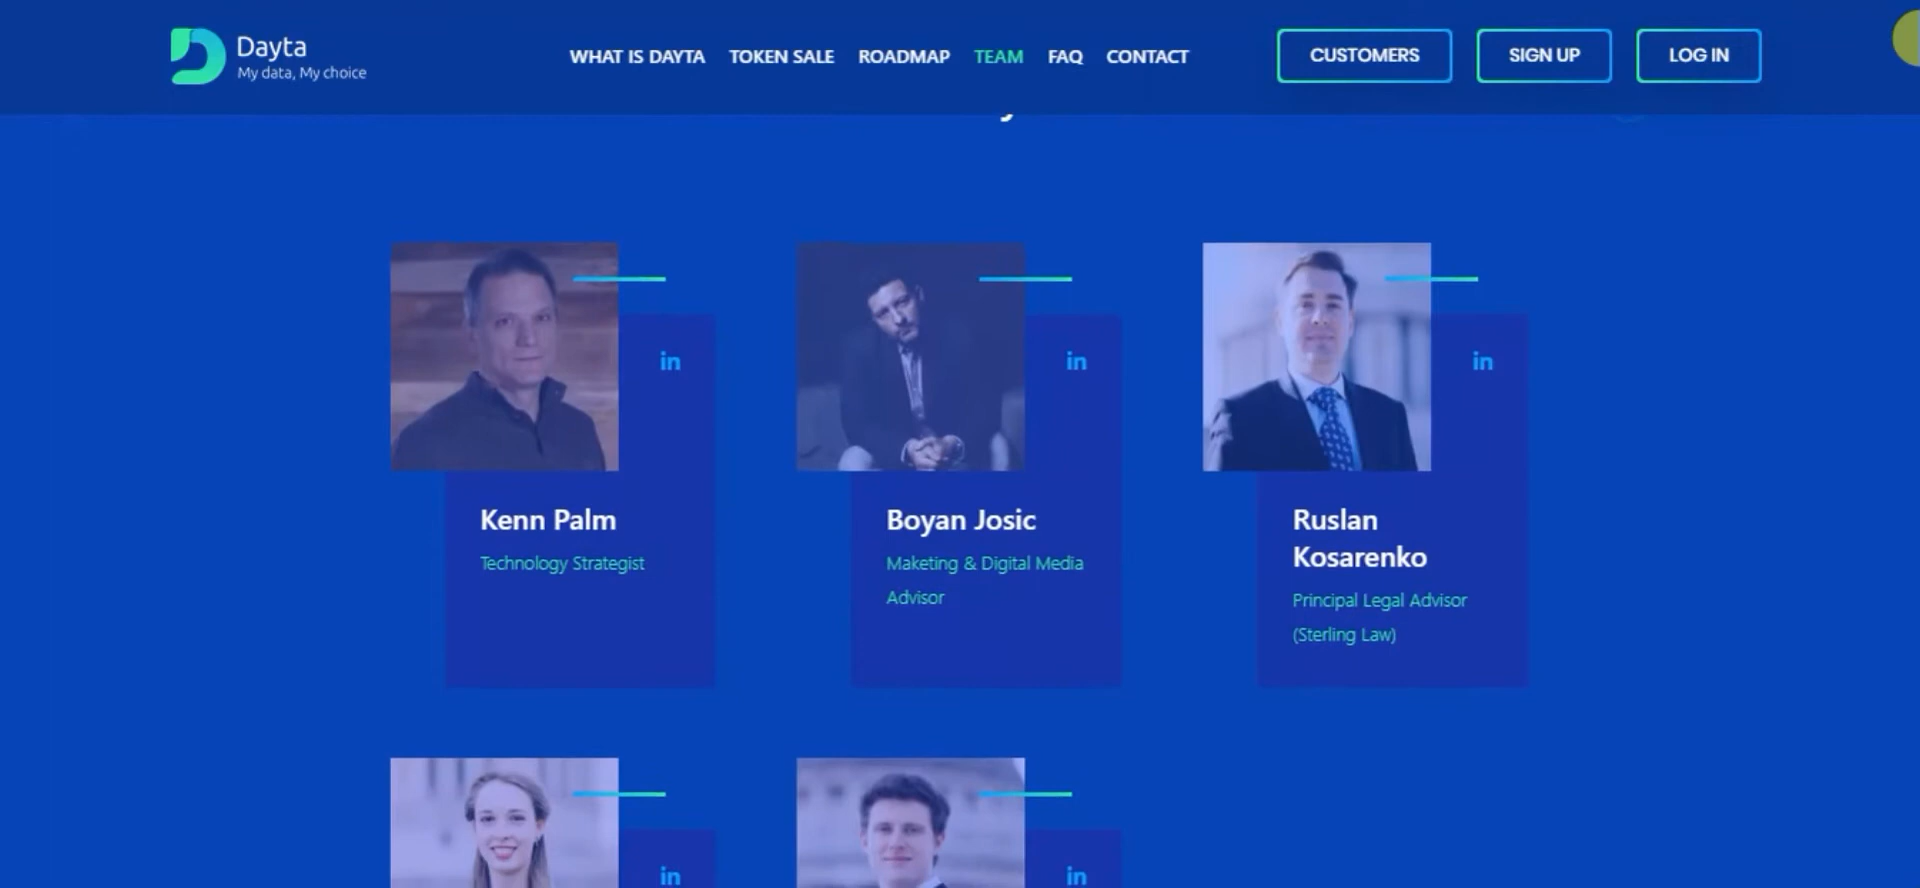 Dayta
My data, My choice
WHAT IS DAYTA TOKEN SALE ROADMAP TEAM FAQ CONTACT CUSTOMERS SIGN UP LOG IN
in
in
in
Kenn Palm
Technology Strategist
Boyan Josic
Maketing & Digital Media
Advisor
Ruslan
Kosarenko
Principal Legal Advisor
(Sterling Law)
in
in